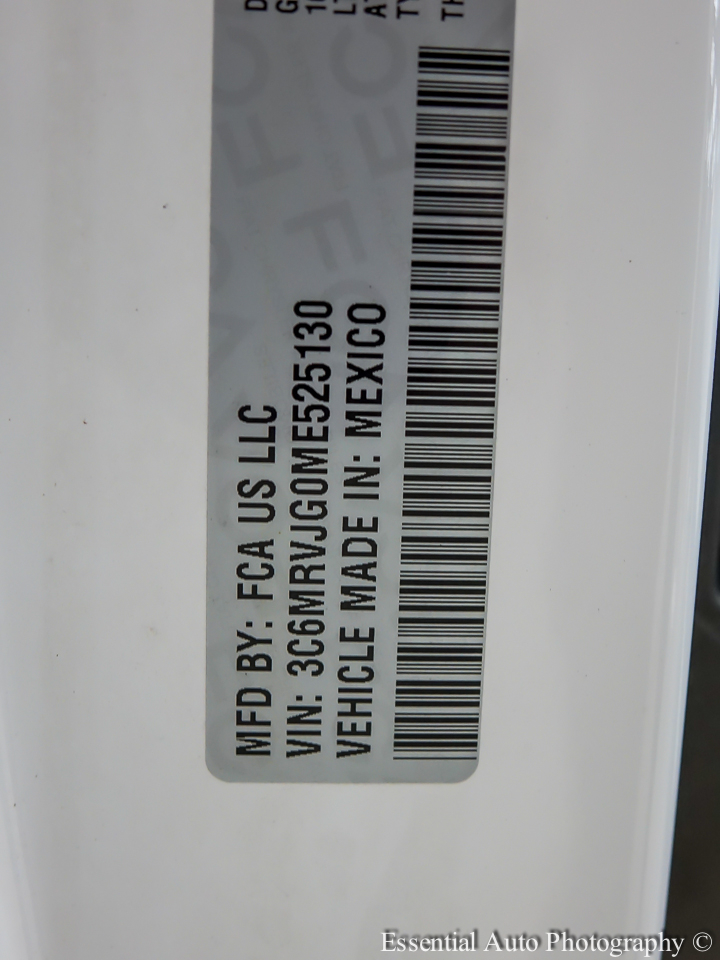 MFD BY: FCA US LLC
VIN: 3C6MRVJG0ME525130
VEHICLE MADE IN: MEXICO
Essential Auto Photography ©